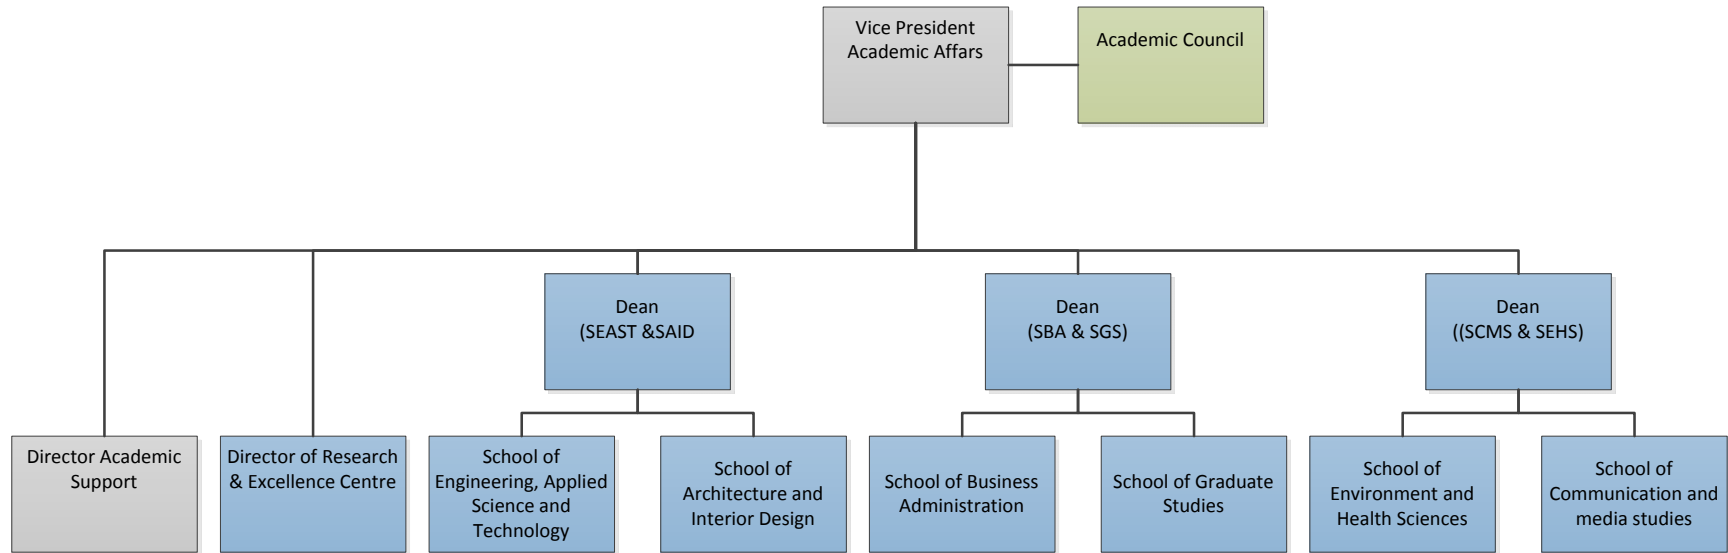 Vice President
Academic Affars
Academic Council
Dean
(SEAST &SAID
Dean
(SBA & SGS)
Dean
((SCMS & SEHS)
Director Academic
Support
Director of Research
& Excellence Centre
School of
Engineering, Applied
Science and
Technology
School of
Architecture and
Interior Design
School of Business
Administration
School of Graduate
Studies
School of
Environment and
Health Sciences
School of
Communication and
media studies